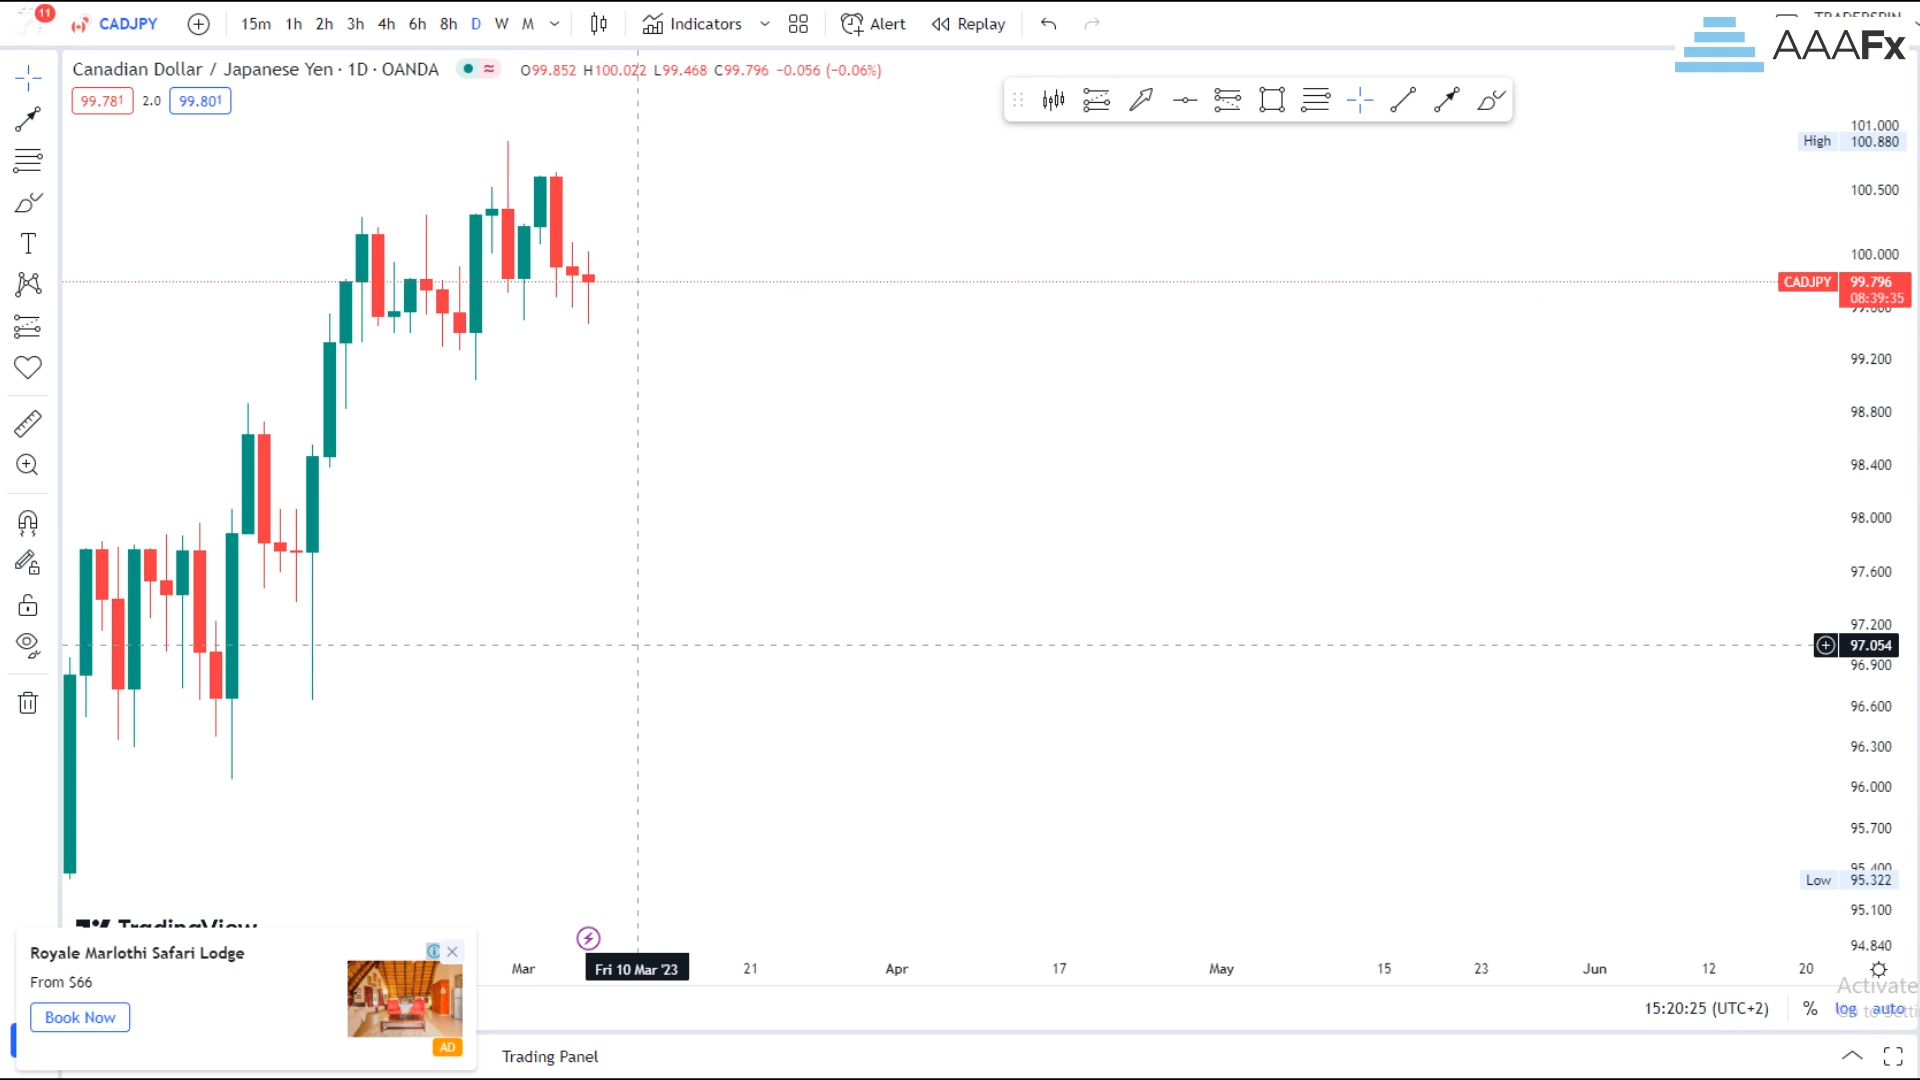 11
CADJPY
15m 1h 2h 3h 4h 6h 8h D W M
Indicators
Alert
Replay
AAAFx
Canadian Dollar / Japanese Yen · 1D · OANDA
O99.852 H100.022 L99.468 C99.796 −0.056 (−0.06%)
99.781 2.0 99.801
101.000
High 100.880
100.500
100.000
CADJPY 99.796
08:39:35
99.200
98.800
98.400
98.000
97.600
97.200
97.054
96.900
96.600
96.300
96.000
95.700
95.400
Low 95.322
95.100
94.840
TradingView
Royale Marlothi Safari Lodge
From $66
Book Now
AD
Mar Fri 10 Mar '23 21 Apr 17 May 15 23 Jun 12 20
Activate
15:20:25 (UTC+2) % log auto
Trading Panel